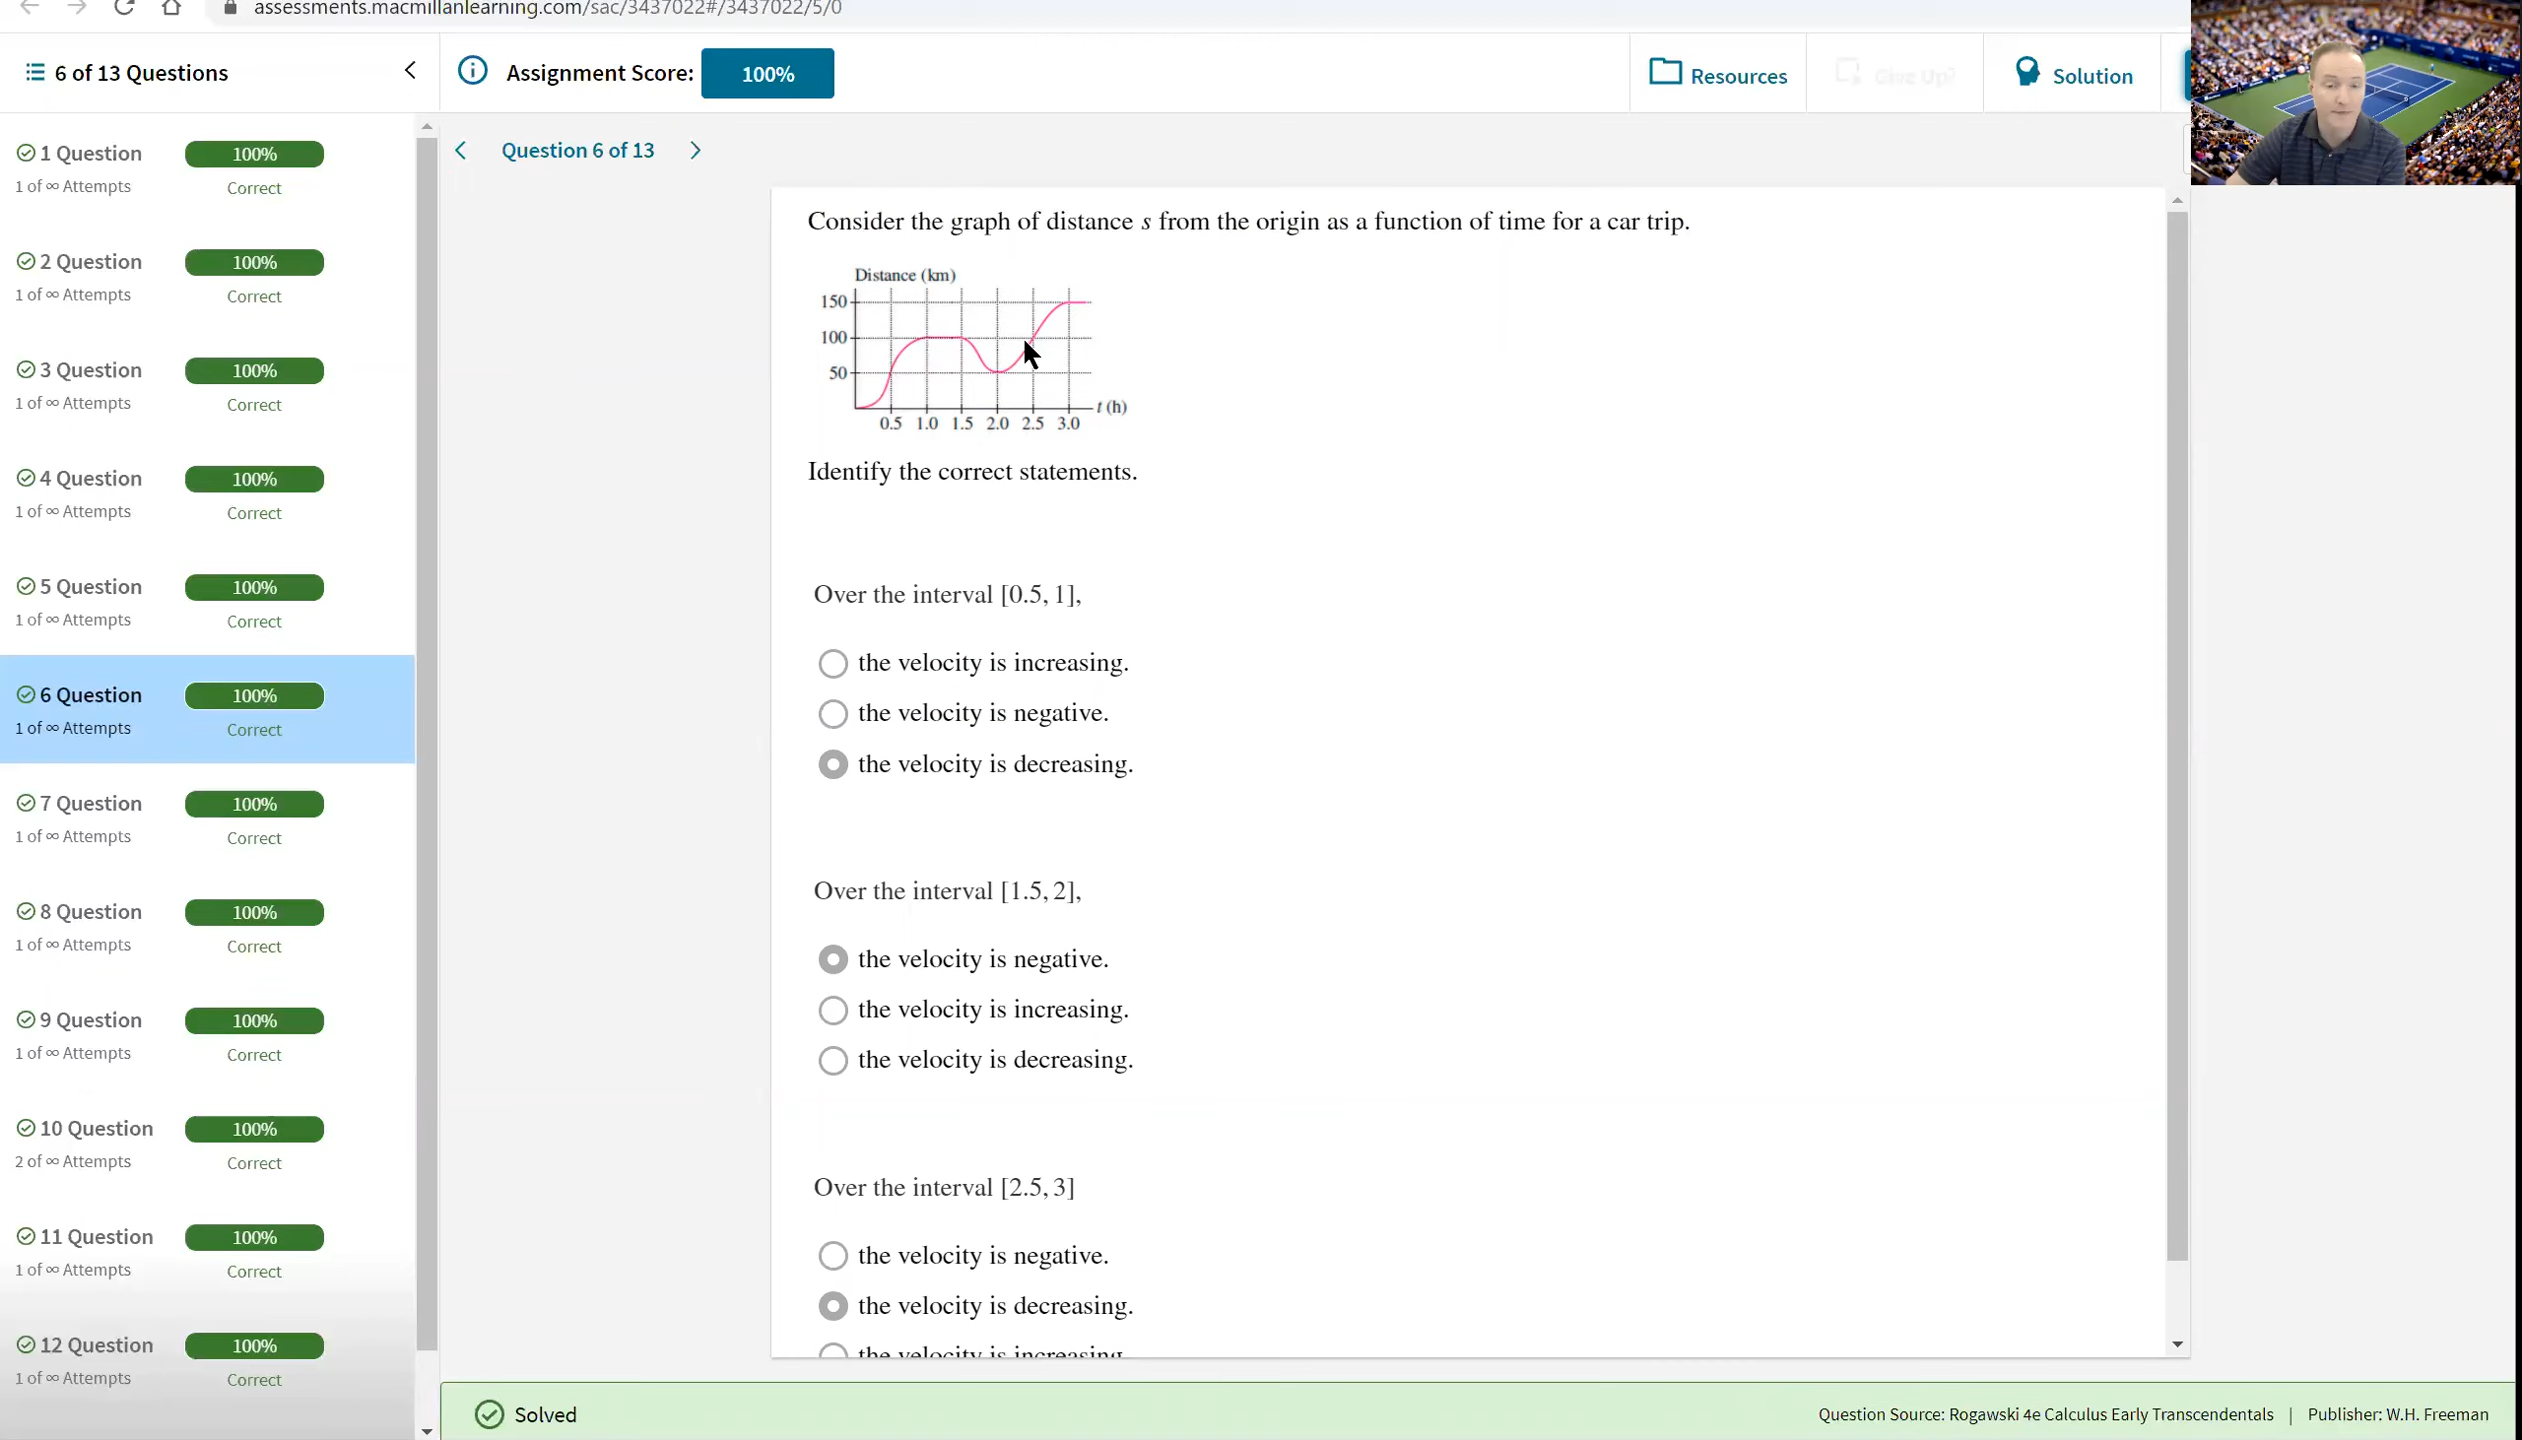 assessments.macmillanlearning.com/sac/3437022#/3437022/5/0
6 of 13 Questions
Assignment Score: 100%
Resources
Give Up?
Solution
1 Question 100%
1 of ∞ Attempts Correct
2 Question 100%
1 of ∞ Attempts Correct
3 Question 100%
1 of ∞ Attempts Correct
4 Question 100%
1 of ∞ Attempts Correct
5 Question 100%
1 of ∞ Attempts Correct
6 Question 100%
1 of ∞ Attempts Correct
7 Question 100%
1 of ∞ Attempts Correct
8 Question 100%
1 of ∞ Attempts Correct
9 Question 100%
1 of ∞ Attempts Correct
10 Question 100%
2 of ∞ Attempts Correct
11 Question 100%
1 of ∞ Attempts Correct
12 Question 100%
1 of ∞ Attempts Correct
Question 6 of 13
Consider the graph of distance s from the origin as a function of time for a car trip.
Distance (km)
150
100
50
t (h)
0.5 1.0 1.5 2.0 2.5 3.0
Identify the correct statements.
Over the interval [0.5, 1],
the velocity is increasing.
the velocity is negative.
the velocity is decreasing.
Over the interval [1.5, 2],
the velocity is negative.
the velocity is increasing.
the velocity is decreasing.
Over the interval [2.5, 3]
the velocity is negative.
the velocity is decreasing.
the velocity is increasing.
Solved
Question Source: Rogawski 4e Calculus Early Transcendentals | Publisher: W.H. Freeman